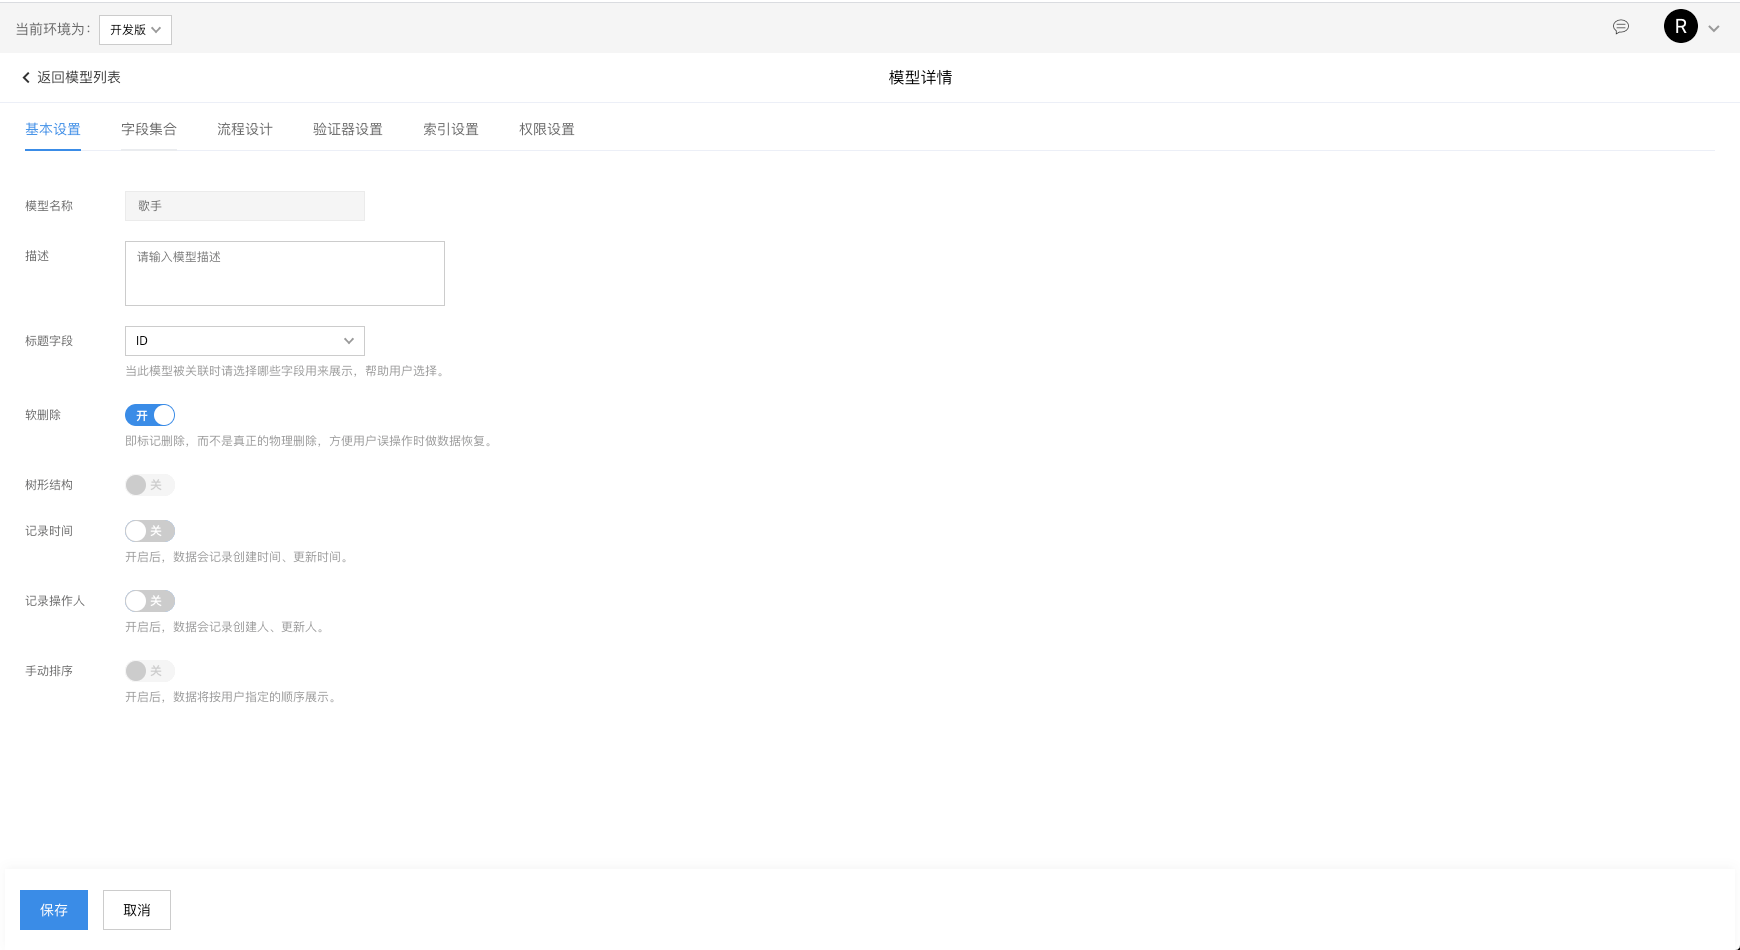 当前环境为：
开发版
R
返回模型列表
模型详情
基本设置 字段集合 流程设计 验证器设置 索引设置 权限设置
模型名称
歌手
描述
请输入模型描述
标题字段
ID
当此模型被关联时请选择哪些字段用来展示，帮助用户选择。
软删除
开
即标记删除，而不是真正的物理删除，方便用户误操作时做数据恢复。
树形结构
关
记录时间
关
开启后，数据会记录创建时间、更新时间。
记录操作人
关
开启后，数据会记录创建人、更新人。
手动排序
关
开启后，数据将按用户指定的顺序展示。
保存
取消